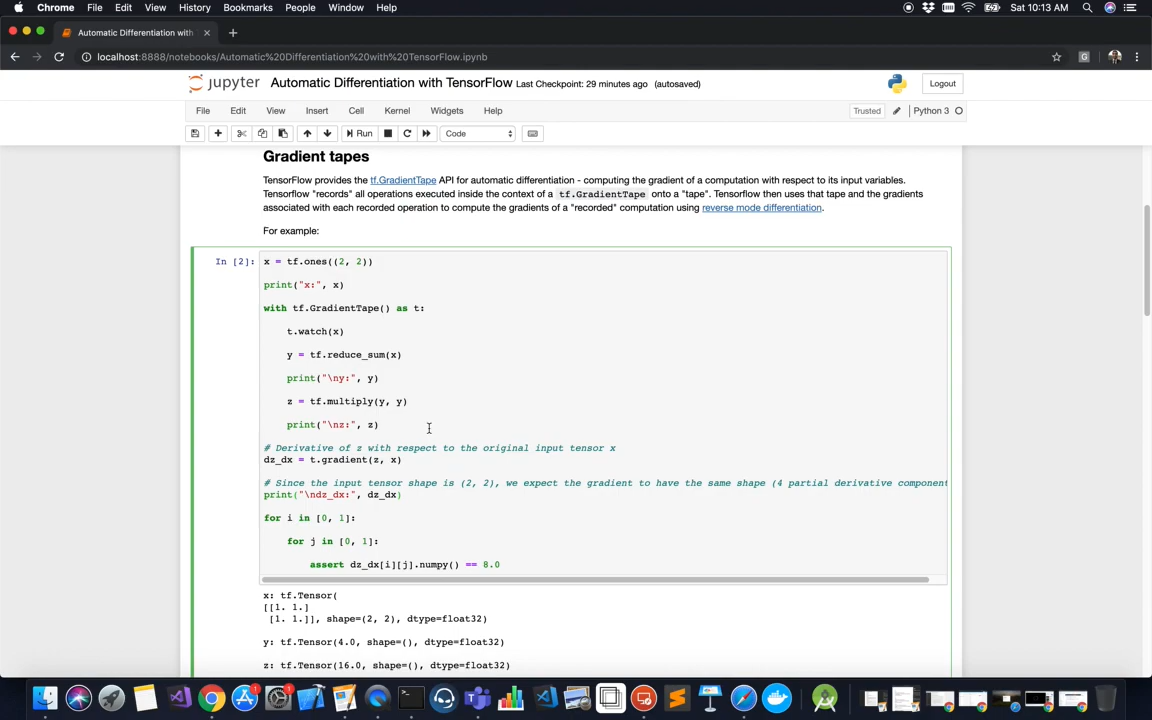 Chrome File Edit View History Bookmarks People Window Help Sat 10:13 AM
Automatic Differentiation with
localhost:8888/notebooks/Automatic%20Differentiation%20with%20TensorFlow.ipynb
G
jupyter Automatic Differentiation with TensorFlow Last Checkpoint: 29 minutes ago (autosaved) Logout
File Edit View Insert Cell Kernel Widgets Help Trusted Python 3
Run Code
Gradient tapes
TensorFlow provides the tf.GradientTape API for automatic differentiation - computing the gradient of a computation with respect to its input variables.
Tensorflow "records" all operations executed inside the context of a tf.GradientTape onto a "tape". Tensorflow then uses that tape and the gradients
associated with each recorded operation to compute the gradients of a "recorded" computation using reverse mode differentiation.
For example:
In [2]: x = tf.ones((2, 2))
print("x:", x)
with tf.GradientTape() as t:
t.watch(x)
y = tf.reduce_sum(x)
print("\ny:", y)
z = tf.multiply(y, y)
print("\nz:", z)
# Derivative of z with respect to the original input tensor x
dz_dx = t.gradient(z, x)
# Since the input tensor shape is (2, 2), we expect the gradient to have the same shape (4 partial derivative component
print("\ndz_dx:", dz_dx)
for i in [0, 1]:
for j in [0, 1]:
assert dz_dx[i][j].numpy() == 8.0
x: tf.Tensor(
[[1. 1.]
[1. 1.]], shape=(2, 2), dtype=float32)
y: tf.Tensor(4.0, shape=(), dtype=float32)
z: tf.Tensor(16.0, shape=(), dtype=float32)